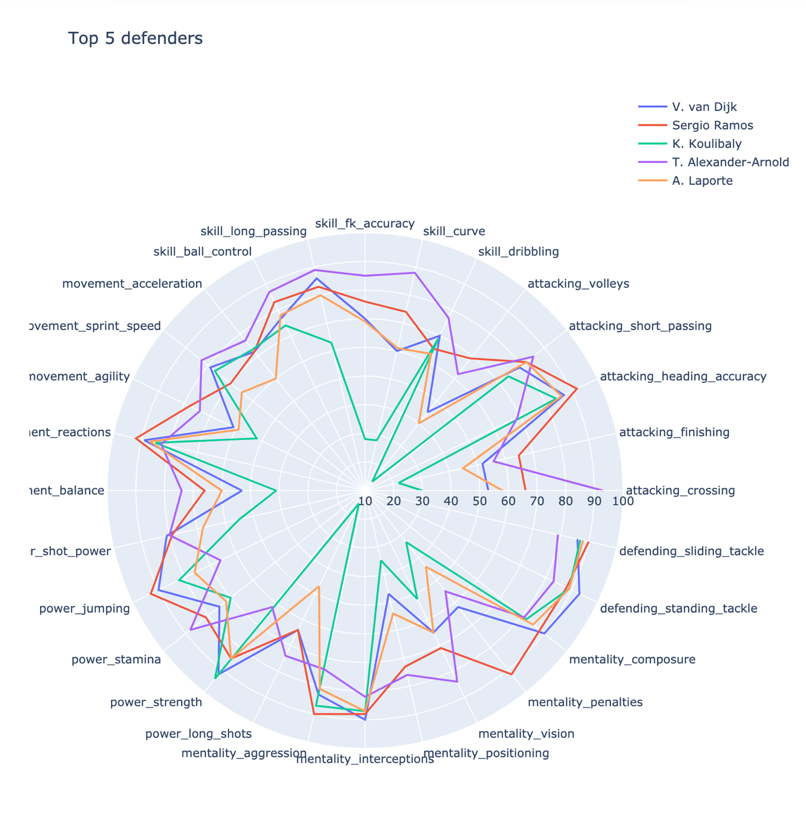 Top 5 defenders
V. van Dijk
Sergio Ramos
K. Koulibaly
T. Alexander-Arnold
A. Laporte
skill_fk_accuracy
skill_long_passing
skill_curve
skill_ball_control
skill_dribbling
movement_acceleration
attacking_volleys
ovement_sprint_speed
attacking_short_passing
movement_agility
attacking_heading_accuracy
nent_reactions
attacking_finishing
nent_balance
10 20 30 40 50 60 70 80 90 100
attacking_crossing
r_shot_power
defending_sliding_tackle
power_jumping
defending_standing_tackle
power_stamina
mentality_composure
power_strength
mentality_penalties
power_long_shots
mentality_vision
mentality_aggression
mentality_positioning
mentality_interceptions